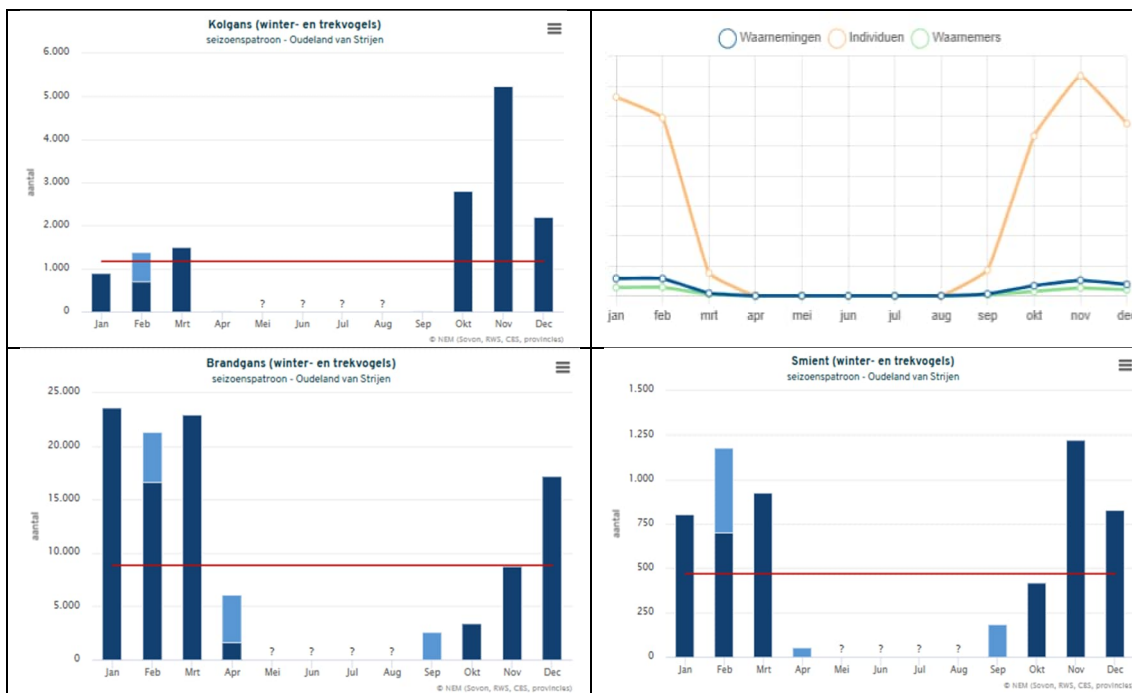 Kolgans (winter- en trekvogels)
seizoenspatroon - Oudeland van Strijen
6.000
5.000
4.000
3.000
2.000
1.000
0
aantal
? ? ? ?
Jan Feb Mrt Apr Mei Jun Jul Aug Sep Okt Nov Dec
© NEM (Sovon, RWS, CBS, provincies)
Waarnemingen Individuen Waarnemers
jan feb mrt apr mei jun jul aug sep okt nov dec
Brandgans (winter- en trekvogels)
seizoenspatroon - Oudeland van Strijen
25.000
20.000
15.000
10.000
5.000
0
aantal
? ? ? ?
Jan Feb Mrt Apr Mei Jun Jul Aug Sep Okt Nov Dec
© NEM (Sovon, RWS, CBS, provincies)
Smient (winter- en trekvogels)
seizoenspatroon - Oudeland van Strijen
1.500
1.250
1.000
750
500
250
0
aantal
? ? ? ?
Jan Feb Mrt Apr Mei Jun Jul Aug Sep Okt Nov Dec
© NEM (Sovon, RWS, CBS, provincies)